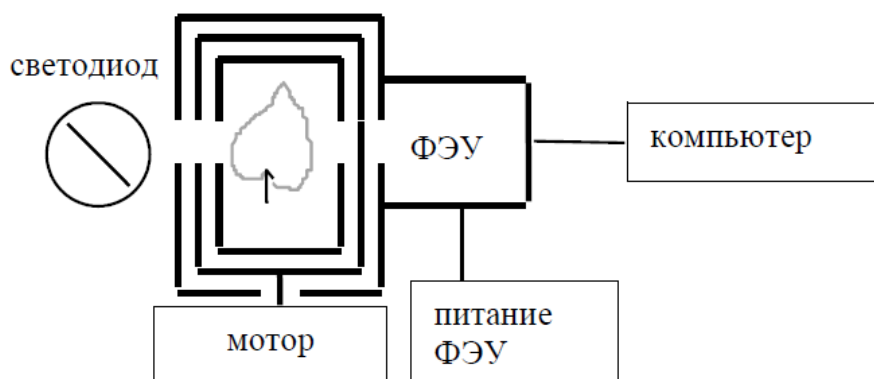 светодиод
ФЭУ
компьютер
мотор
питание
ФЭУ